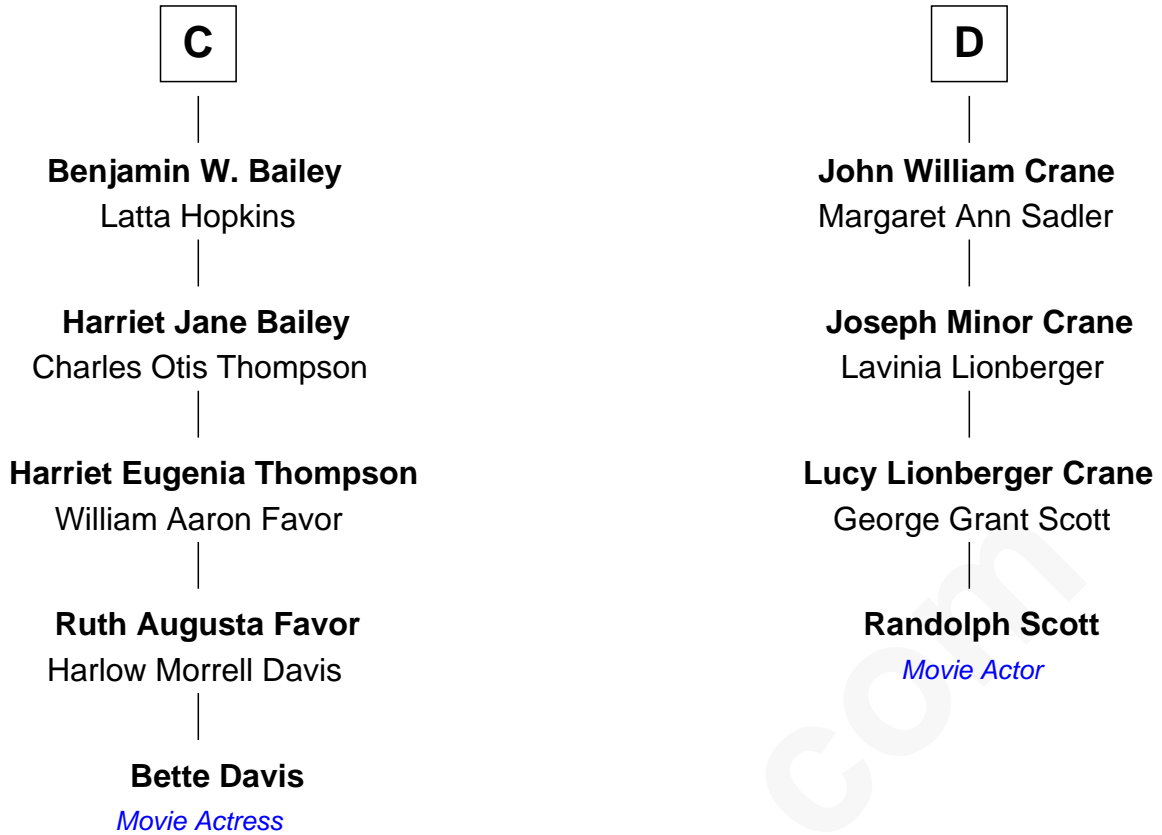 C
Benjamin W. Bailey
Latta Hopkins
Harriet Jane Bailey
Charles Otis Thompson
Harriet Eugenia Thompson
William Aaron Favor
Ruth Augusta Favor
Harlow Morrell Davis
Bette Davis
Movie Actress
D
John William Crane
Margaret Ann Sadler
Joseph Minor Crane
Lavinia Lionberger
Lucy Lionberger Crane
George Grant Scott
Randolph Scott
Movie Actor
com